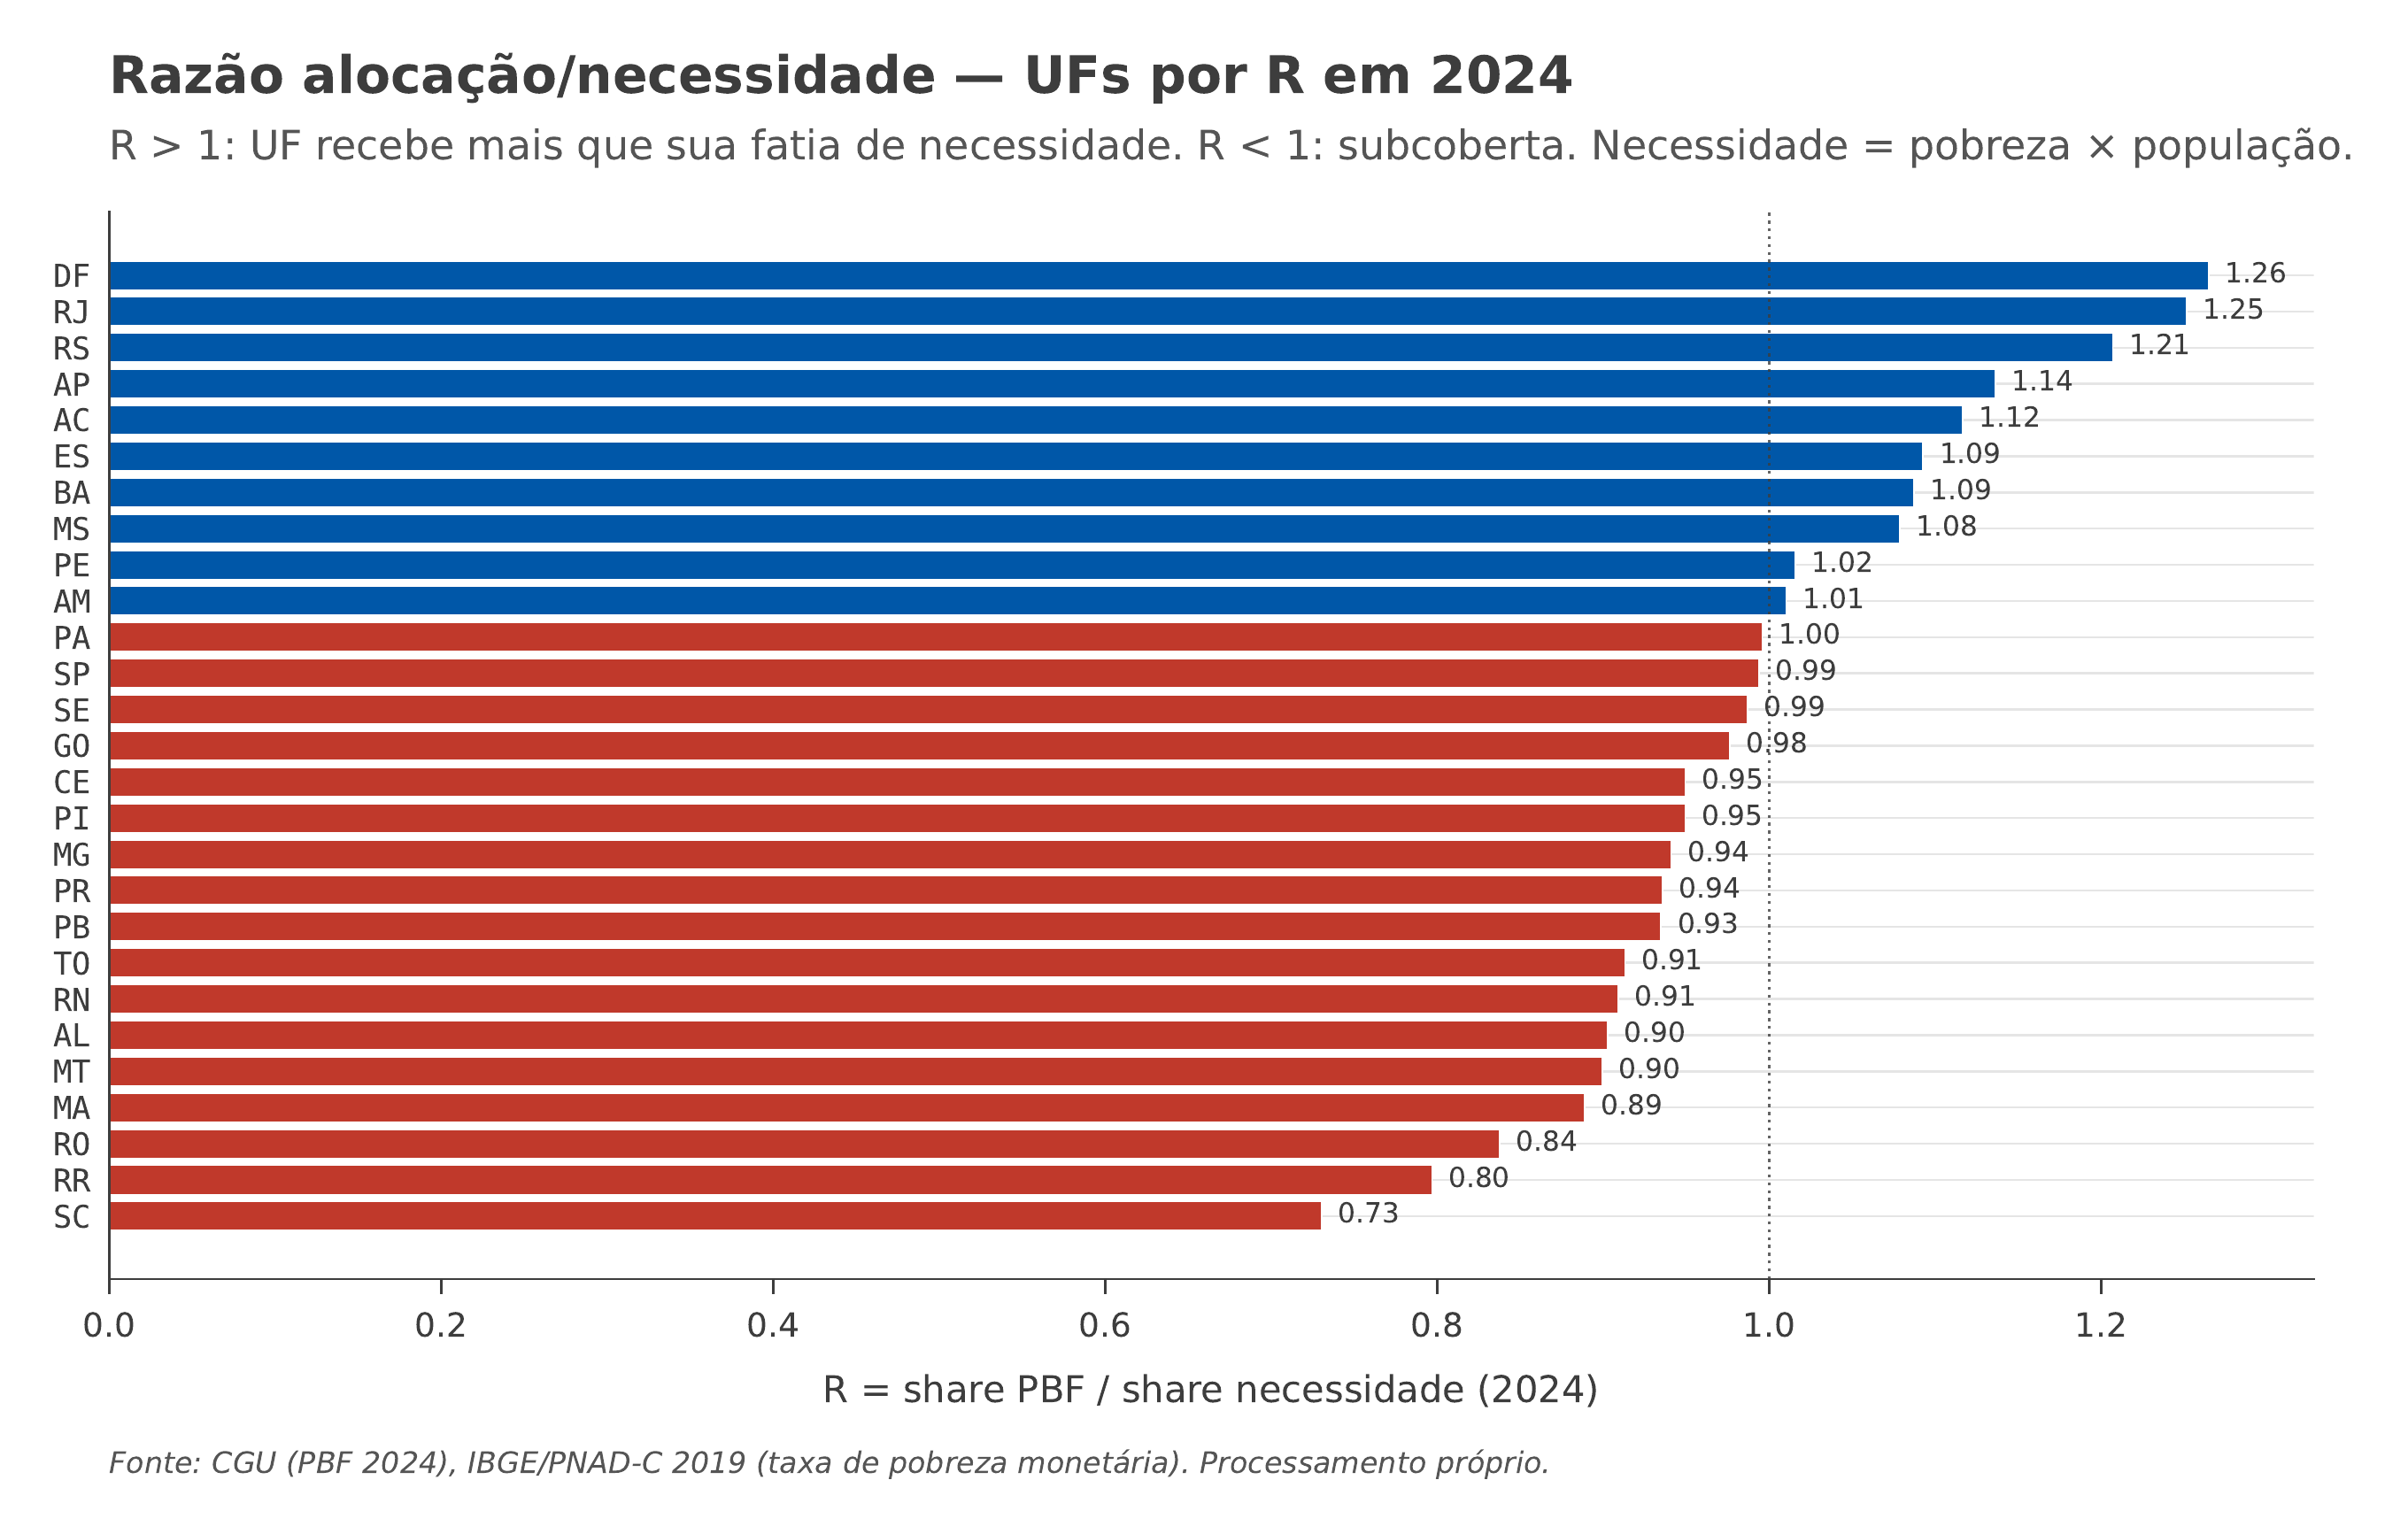 Razão alocação/necessidade — UFs por R em 2024
R > 1: UF recebe mais que sua fatia de necessidade. R < 1: subcoberta. Necessidade = pobreza × população.
DF 1.26
RJ 1.25
RS 1.21
AP 1.14
AC 1.12
ES 1.09
BA 1.09
MS 1.08
PE 1.02
AM 1.01
PA 1.00
SP 0.99
SE 0.99
GO 0.98
CE 0.95
PI 0.95
MG 0.94
PR 0.94
PB 0.93
TO 0.91
RN 0.91
AL 0.90
MT 0.90
MA 0.89
RO 0.84
RR 0.80
SC 0.73
0.0 0.2 0.4 0.6 0.8 1.0 1.2
R = share PBF / share necessidade (2024)
Fonte: CGU (PBF 2024), IBGE/PNAD-C 2019 (taxa de pobreza monetária). Processamento próprio.